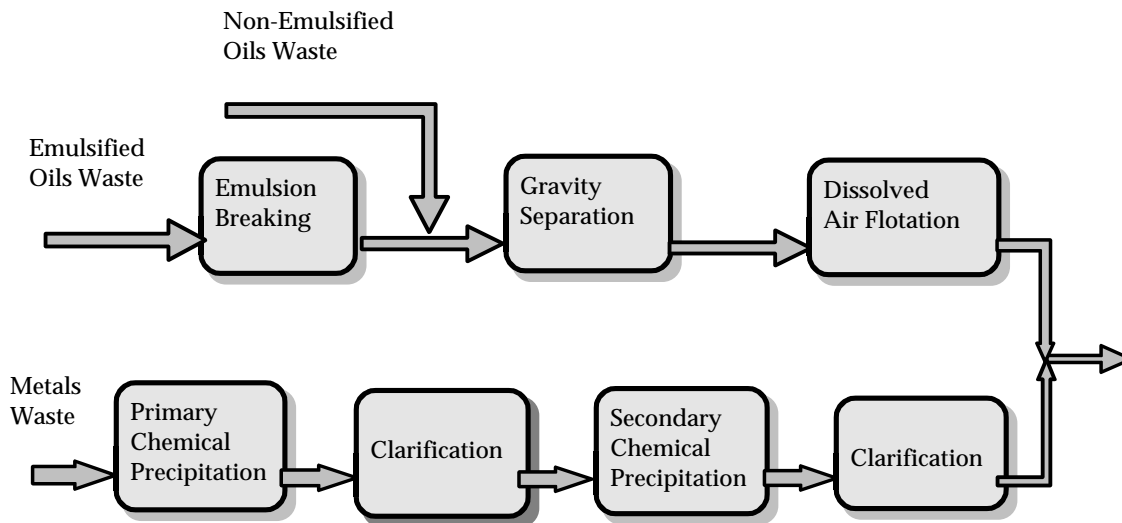 Non-Emulsified
Oils Waste
Emulsified
Oils Waste
Emulsion
Breaking
Gravity
Separation
Dissolved
Air Flotation
Metals
Waste
Primary
Chemical
Precipitation
Clarification
Secondary
Chemical
Precipitation
Clarification